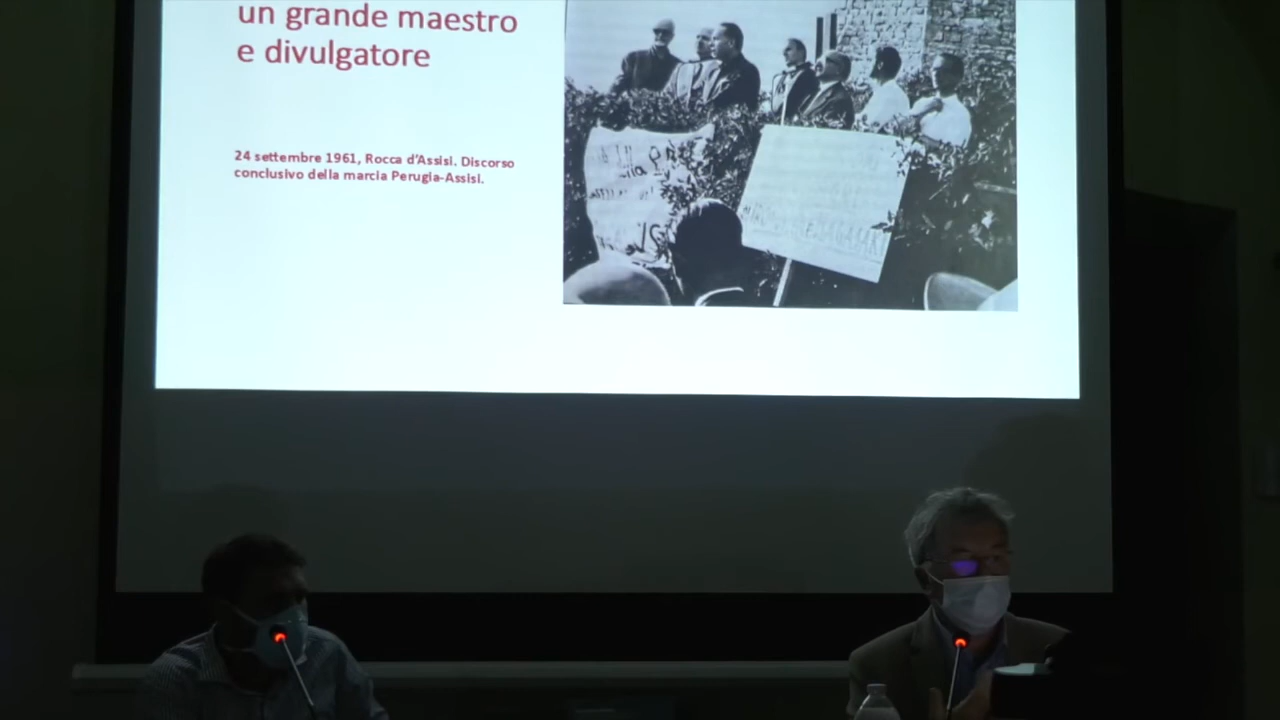 un grande maestro
e divulgatore
24 settembre 1961, Rocca d'Assisi. Discorso
conclusivo della marcia Perugia-Assisi.